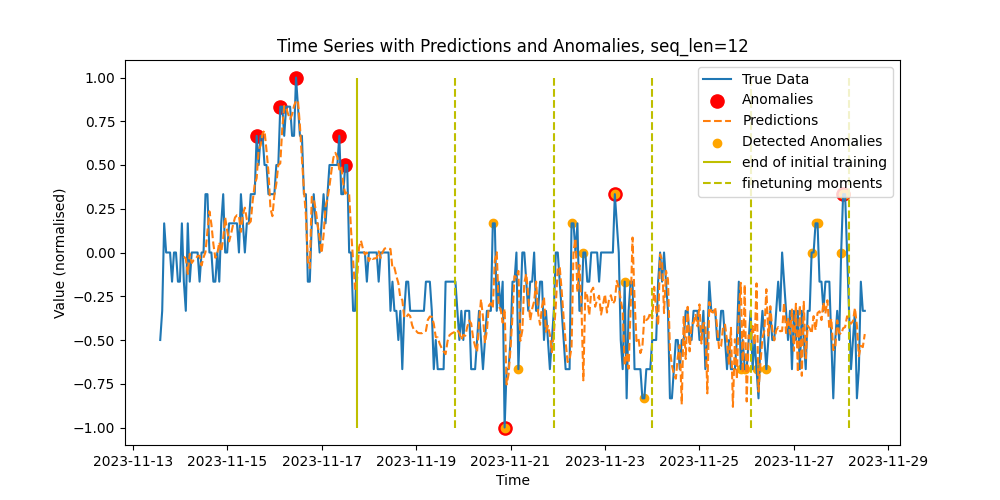 Time Series with Predictions and Anomalies, seq_len=12
True Data
Anomalies
Predictions
Detected Anomalies
end of initial training
finetuning moments
Value (normalised)
1.00
0.75
0.50
0.25
0.00
−0.25
−0.50
−0.75
−1.00
2023-11-13 2023-11-15 2023-11-17 2023-11-19 2023-11-21 2023-11-23 2023-11-25 2023-11-27 2023-11-29
Time